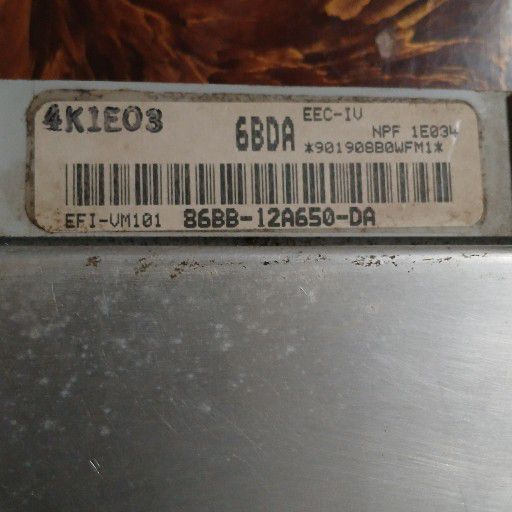 4K1E03
6BDA
EEC-IV
NPF 1E034
*901908B0WFM1*
EFI-VM101 86BB-12A650-DA